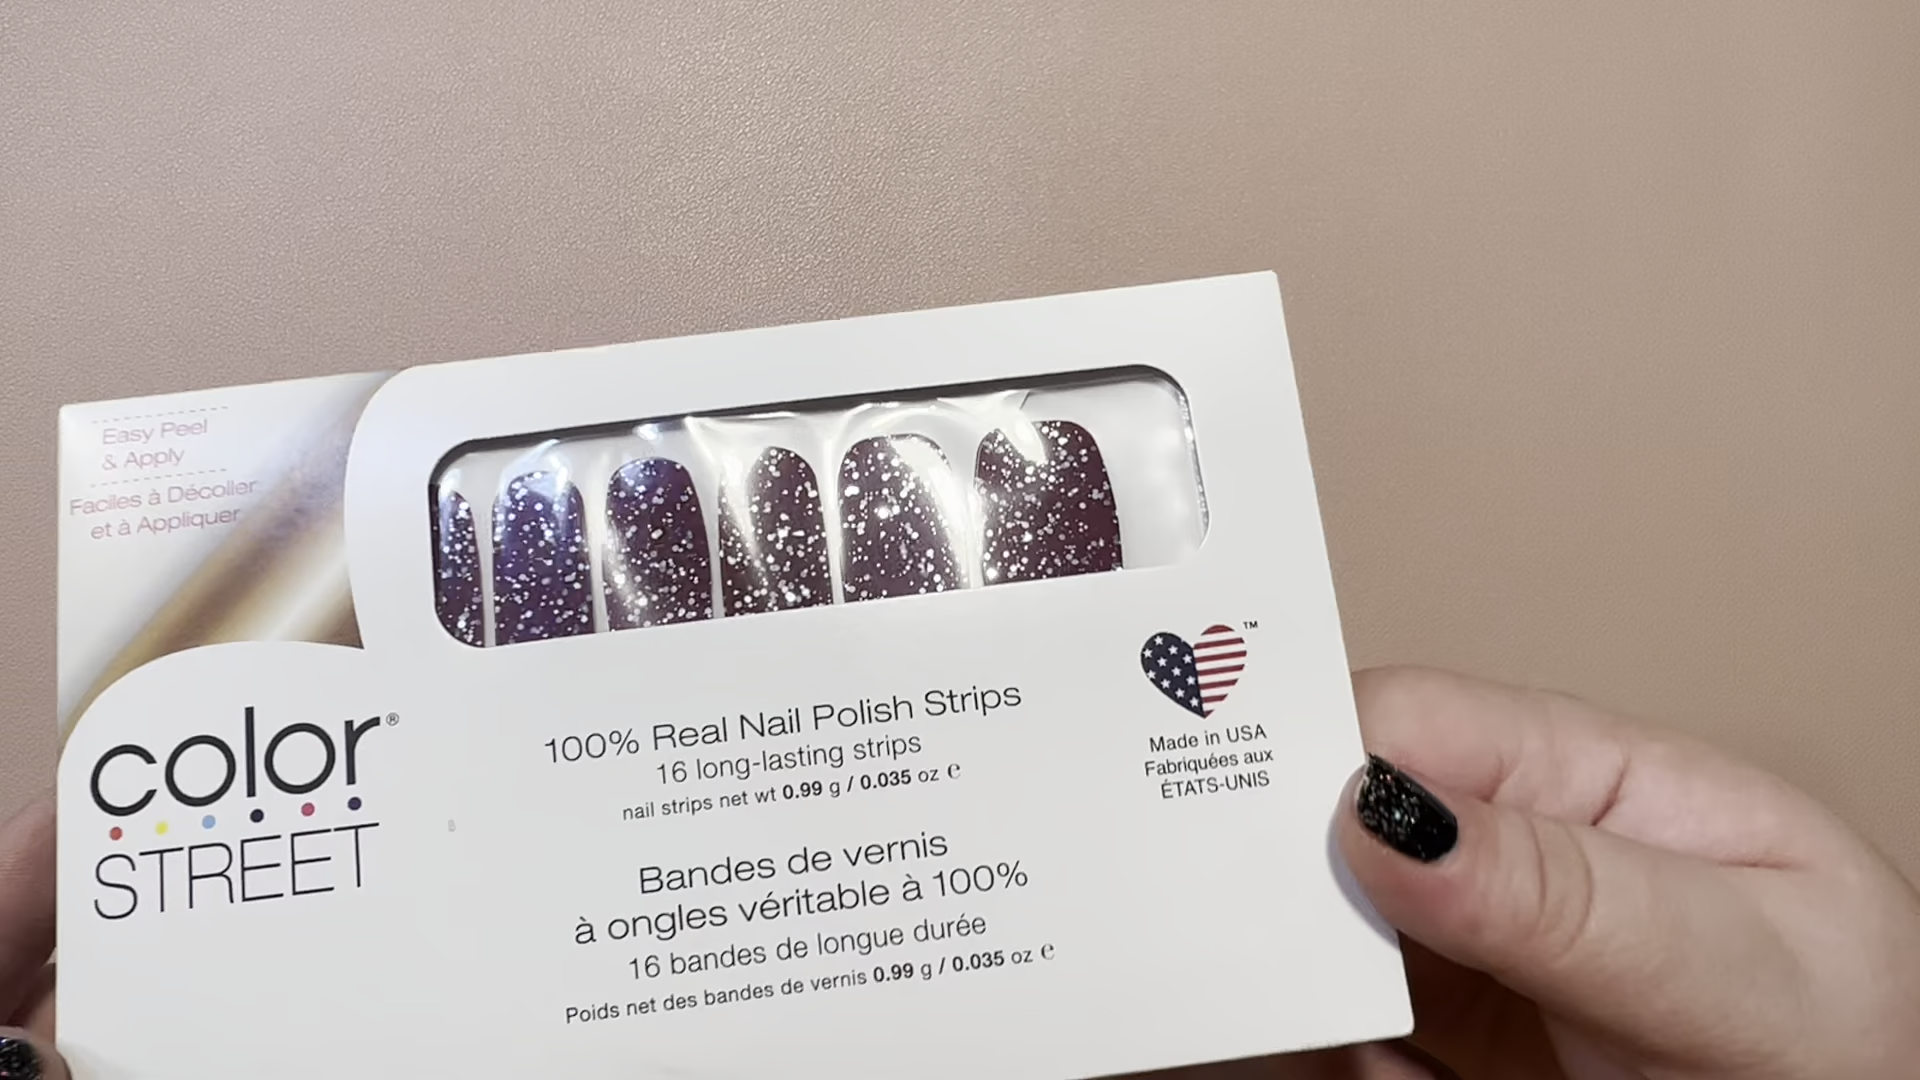 Easy Peel
& Apply
Faciles à Décoller
et à Appliquer
color®
STREET
100% Real Nail Polish Strips
16 long-lasting strips
nail strips net wt 0.99 g / 0.035 oz ℮
Bandes de vernis
à ongles véritable à 100%
16 bandes de longue durée
Poids net des bandes de vernis 0.99 g / 0.035 oz ℮
TM
Made in USA
Fabriquées aux
ÉTATS-UNIS